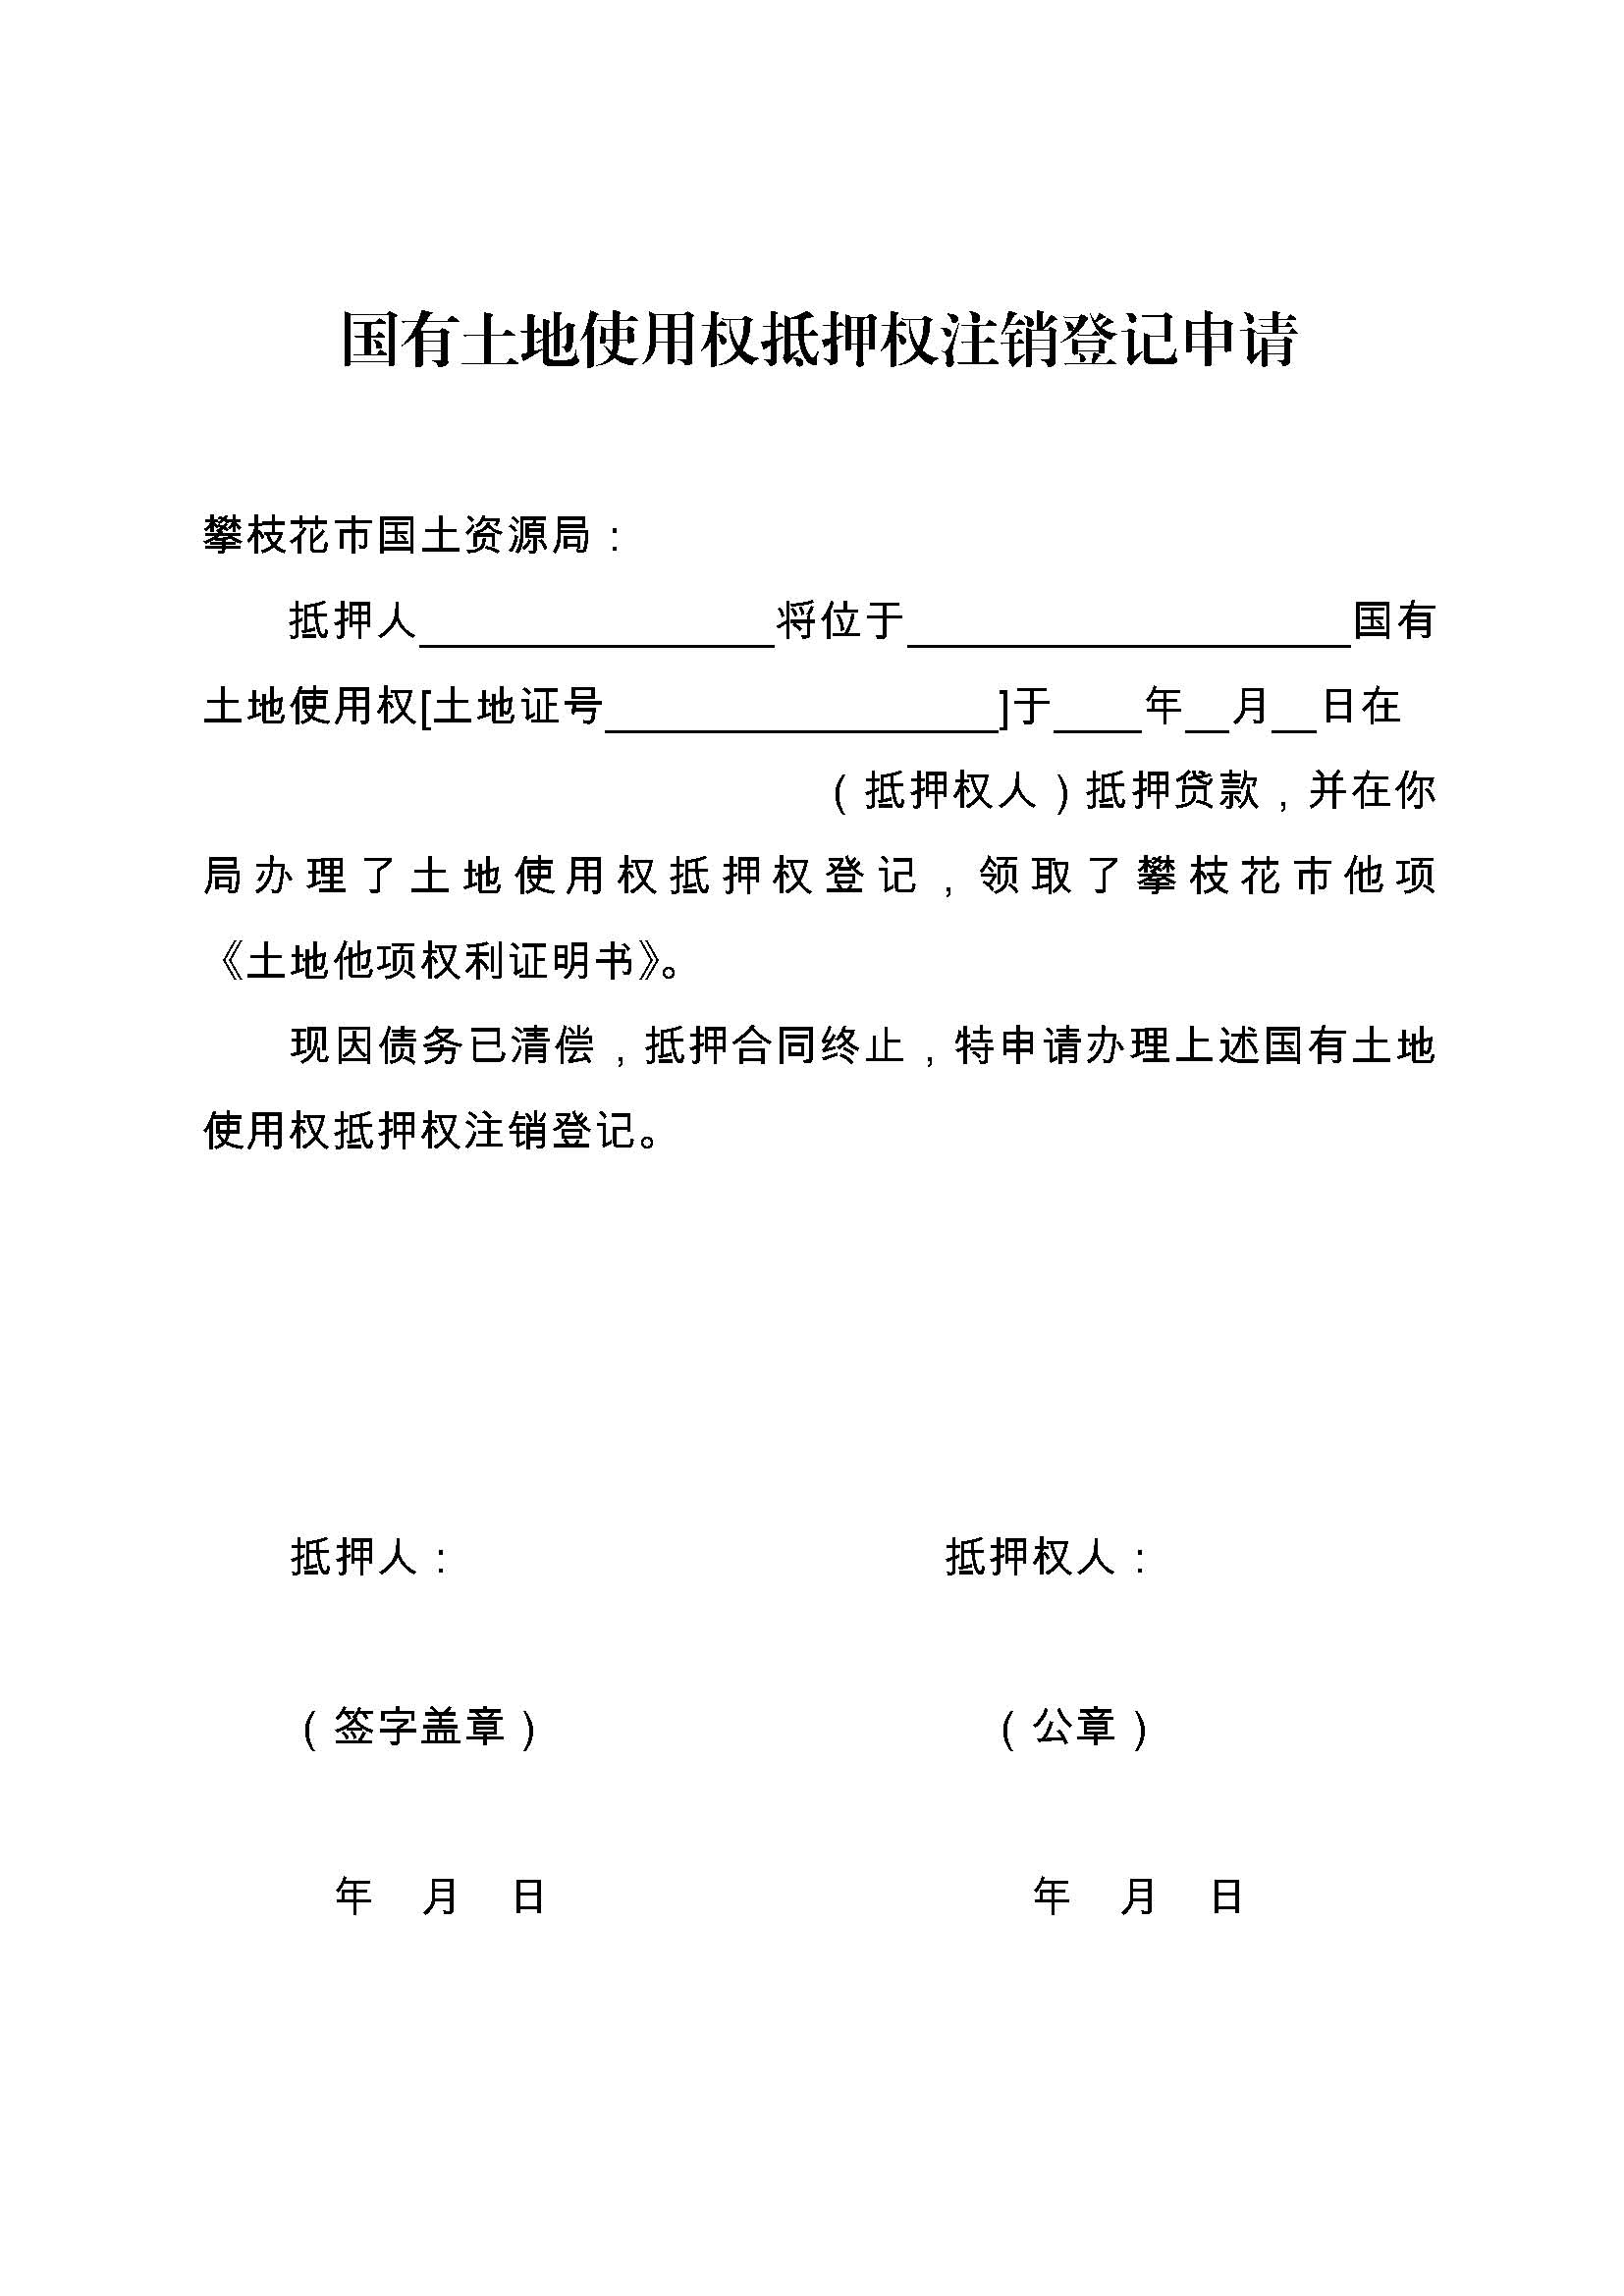 国有土地使用权抵押权注销登记申请
攀枝花市国土资源局：
抵押人________________将位于____________________国有
土地使用权[土地证号__________________]于____年__月__日在
（抵押权人）抵押贷款，并在你
局办理了土地使用权抵押权登记，领取了攀枝花市他项
《土地他项权利证明书》。
现因债务已清偿，抵押合同终止，特申请办理上述国有土地
使用权抵押权注销登记。
抵押人： 抵押权人：
（签字盖章） （公章）
年 月 日 年 月 日